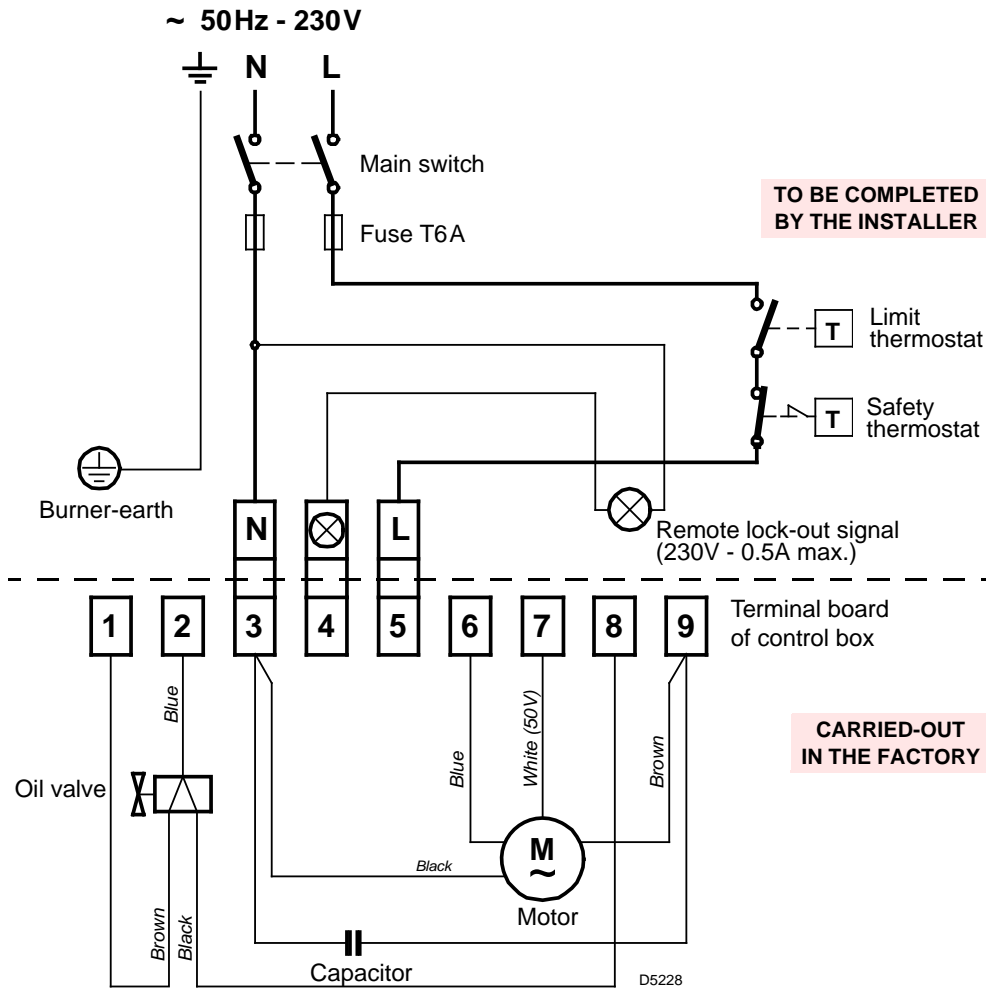 ~ 50Hz - 230V
N L
Main switch
Fuse T6A
TO BE COMPLETED
BY THE INSTALLER
T
Limit
thermostat
T
Safety
thermostat
Burner-earth
N
L
Remote lock-out signal
(230V - 0.5A max.)
1 2 3 4 5 6 7 8 9
Terminal board
of control box
Blue
Blue
White (50V)
Brown
CARRIED-OUT
IN THE FACTORY
Oil valve
M
~
Black
Motor
Brown
Black
Capacitor
D5228